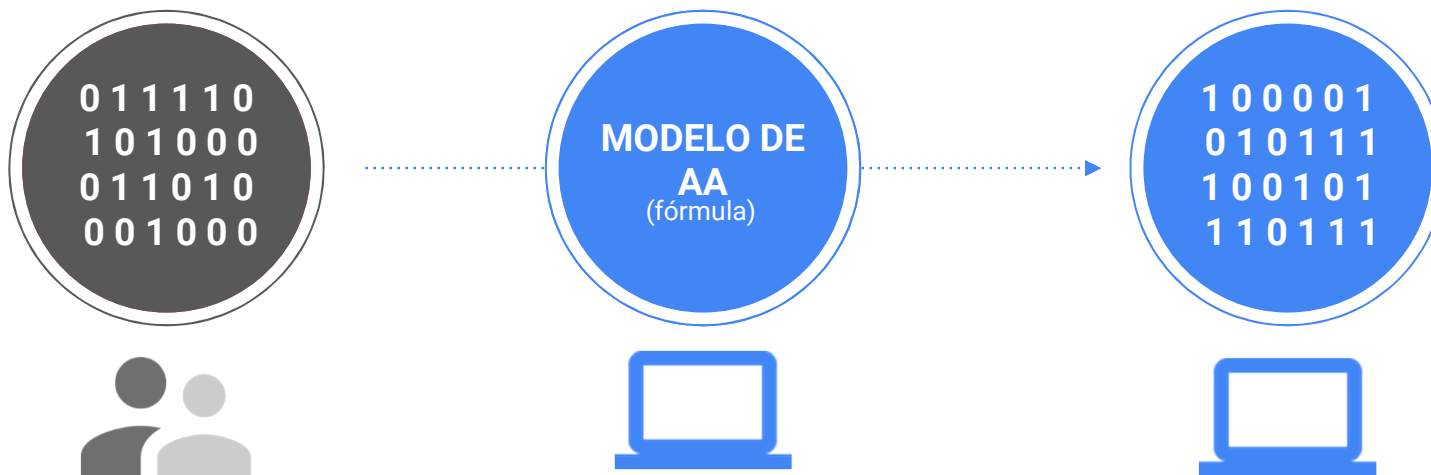 0 1 1 1 1 0
1 0 1 0 0 0
0 1 1 0 1 0
0 0 1 0 0 0
MODELO DE
AA
(fórmula)
1 0 0 0 0 1
0 1 0 1 1 1
1 0 0 1 0 1
1 1 0 1 1 1